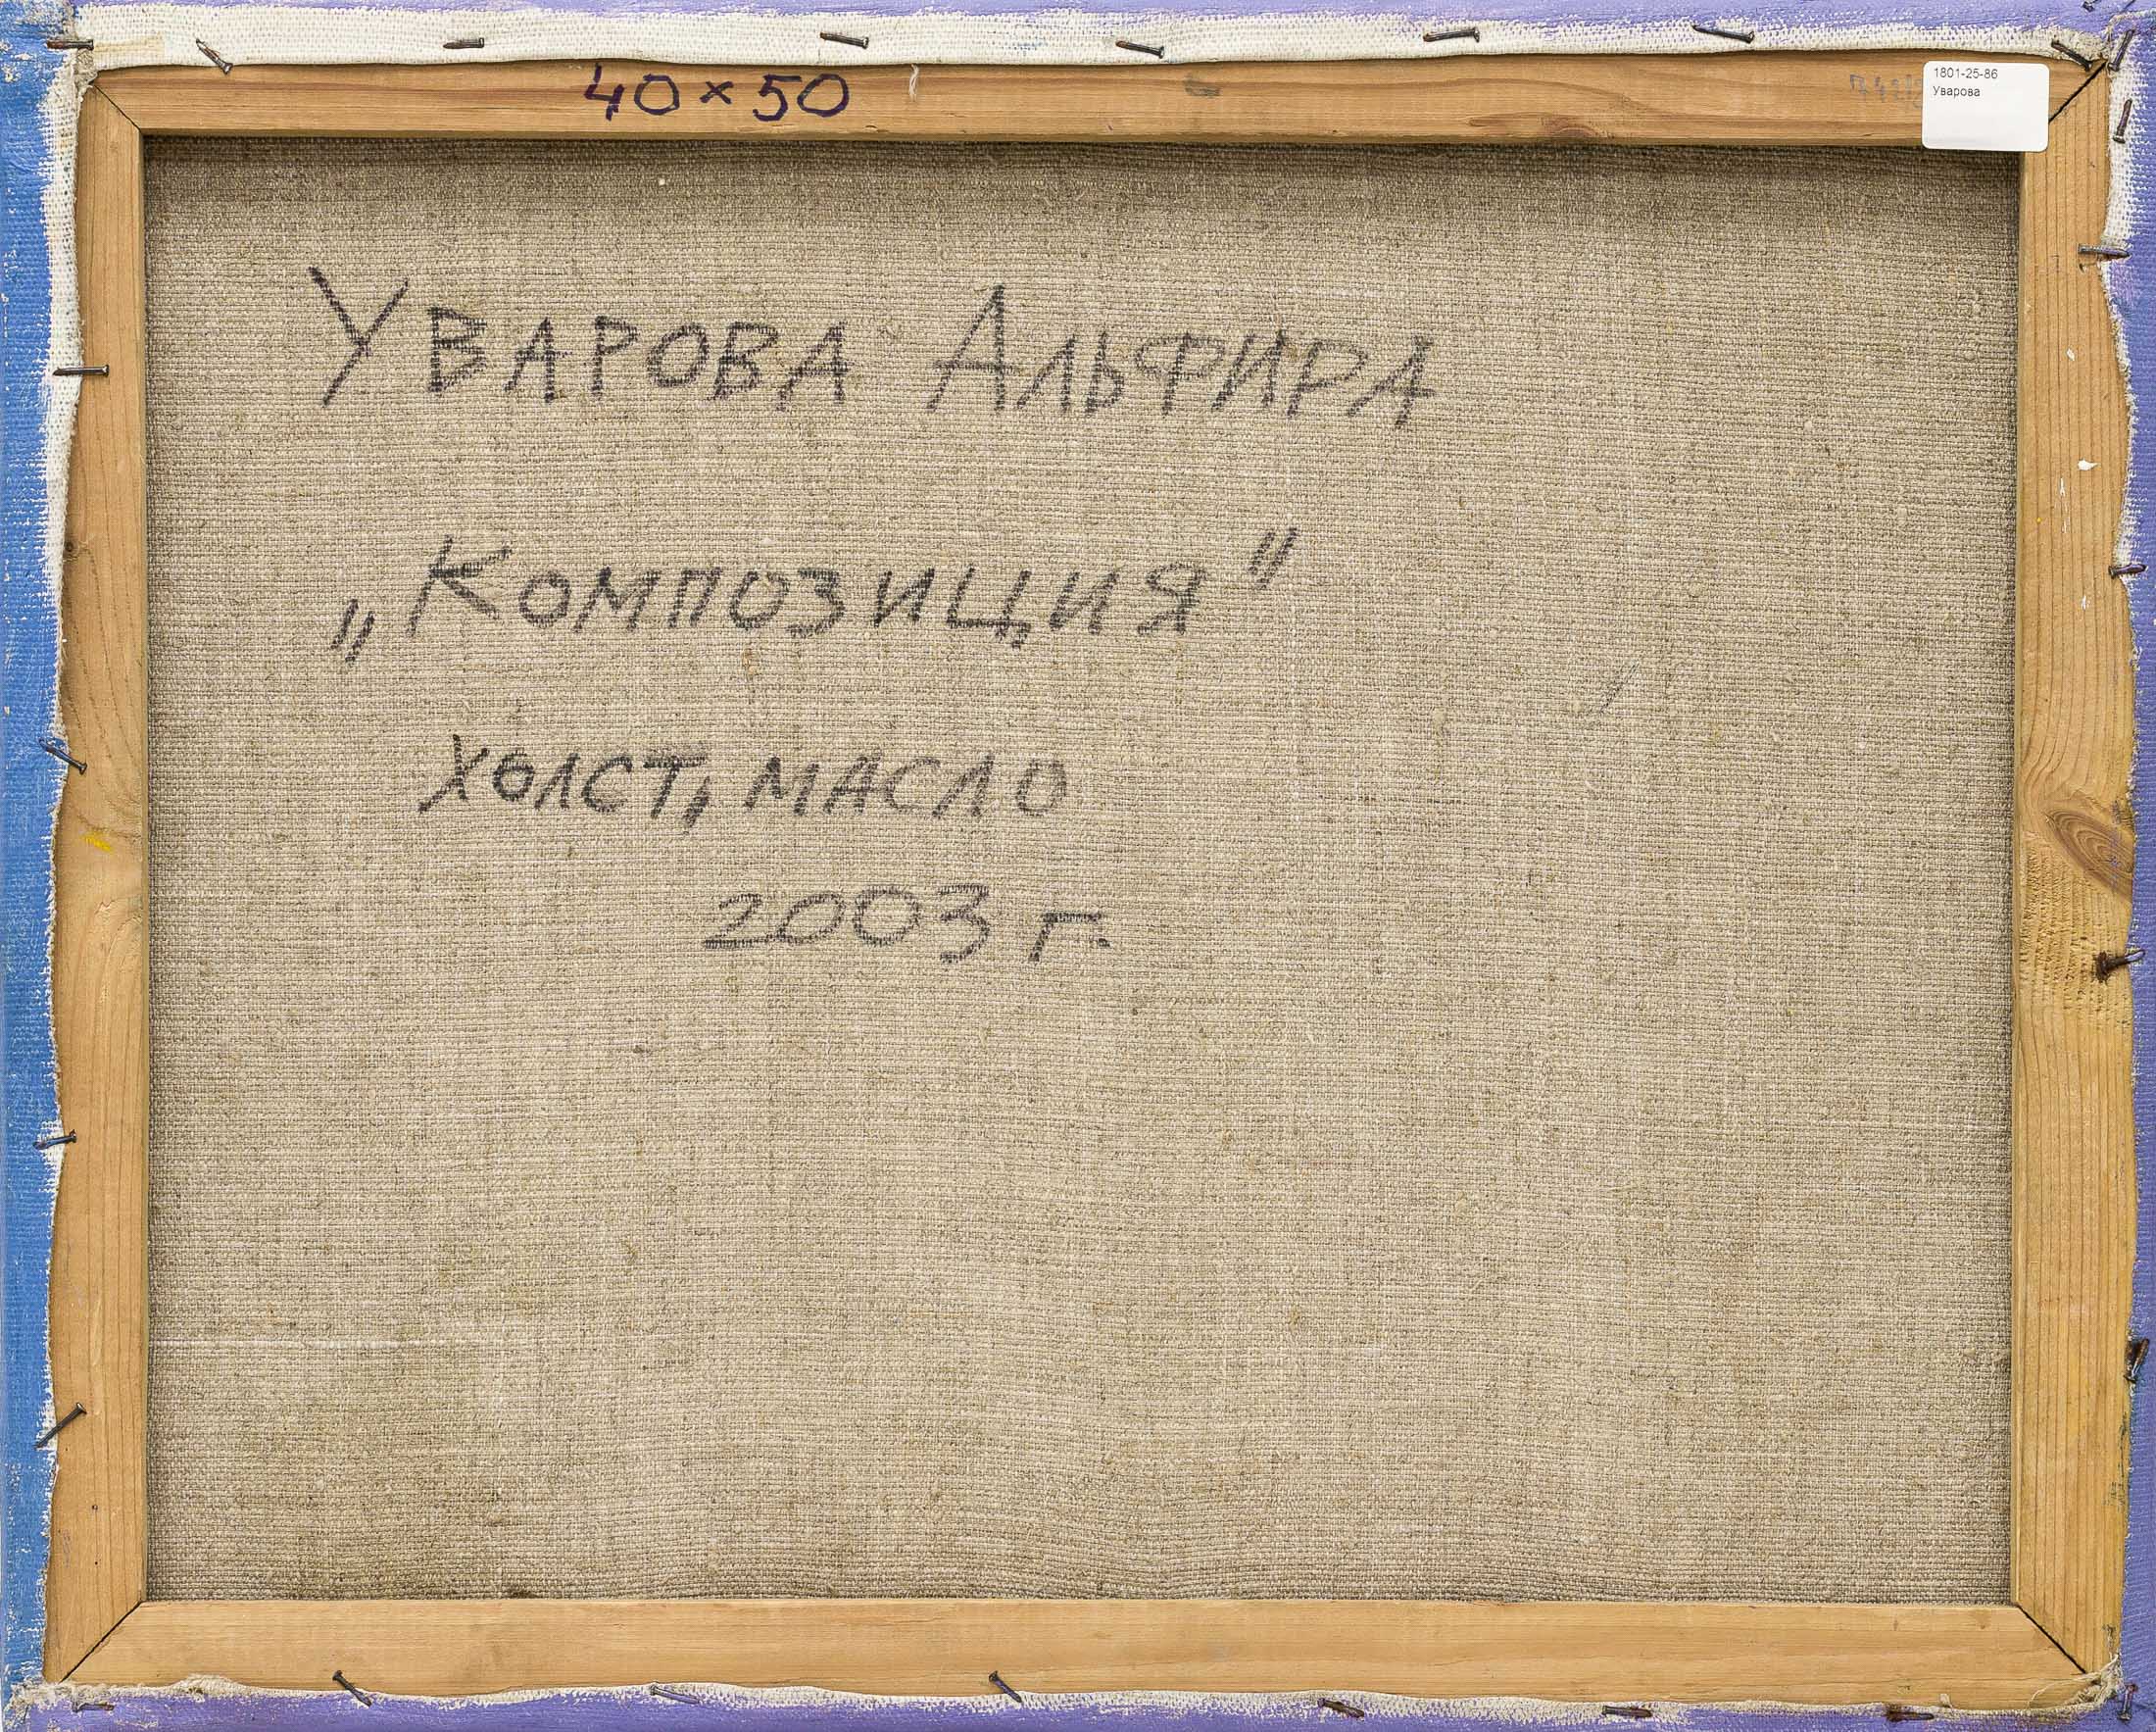 40×50
1801-25-86
Уварова
Уварова Альфира
„Композиция"
холст, масло
2003 г.